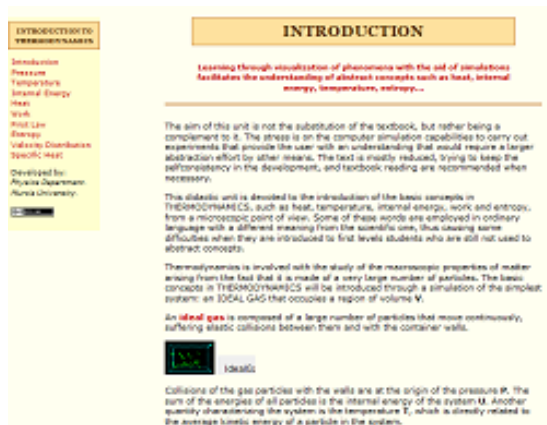 INTRODUCTION TO
THERMODYNAMICS
Introduction
Pressure
Temperature
Internal Energy
Heat
Work
First Law
Entropy
Velocity Distribution
Specific Heat
Developed by:
Physics Department.
Murcia University.
INTRODUCTION
Learning through visualization of phenomena with the aid of simulations
facilitates the understanding of abstract concepts such as heat, internal
energy, temperature, entropy...
The aim of this unit is not the substitution of the textbook, but rather being a
complement to it. The stress is on the computer simulation capabilities to carry out
experiments that provide the user with an understanding that would require a larger
abstraction effort by other means. The text is mostly reduced, trying to keep the
selfconsistency in the development, and textbook reading are recommended when
necessary.
This didactic unit is devoted to the introduction of the basic concepts in
THERMODYNAMICS, such as heat, temperature, internal energy, work and entropy,
from a microscopic point of view. Some of these words are employed in ordinary
language with a different meaning from the scientific one, thus causing some
difficulties when they are introduced to first levels students who are still not used to
abstract concepts.
Thermodynamics is involved with the study of the macroscopic properties of matter
arising from the fact that it is made of a very large number of particles. The basic
concepts in THERMODYNAMICS will be introduced through a simulation of the simplest
system: an IDEAL GAS that occupies a region of volume V.
An ideal gas is composed of a large number of particles that move continuously,
suffering elastic collisions between them and with the container walls.
Collisions of the gas particles with the walls are at the origin of the pressure P. The
sum of the energies of all particles is the internal energy of the system U. Another
quantity characterizing the system is the temperature T, which is directly related to
the average kinetic energy of a particle in the system.